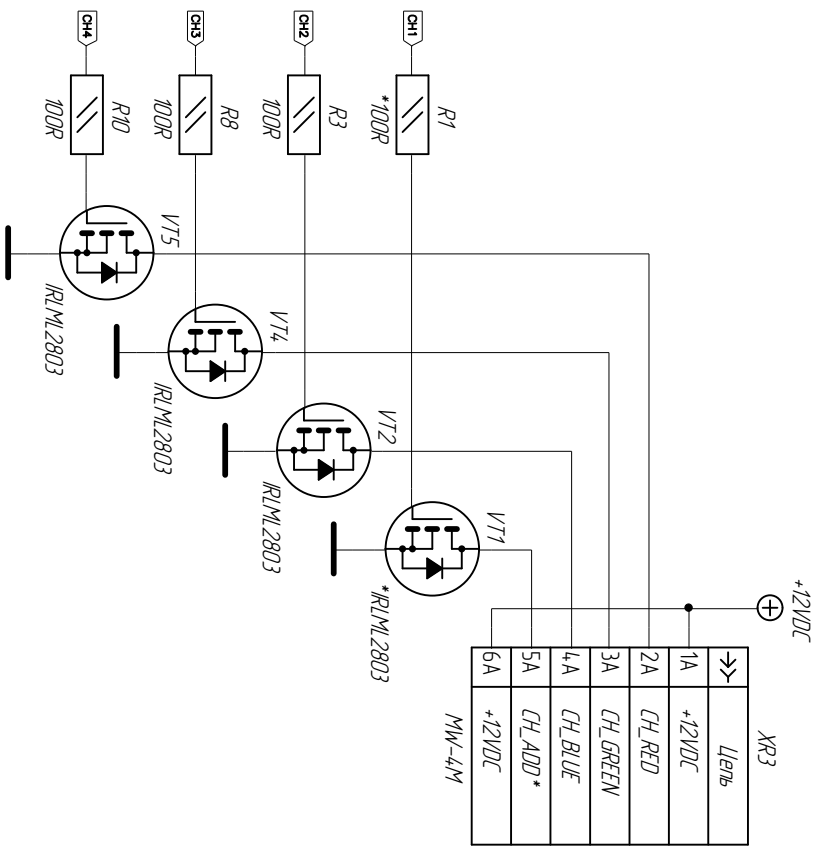 CH1
R1
*100R
VT1
*IRLML2803
CH2
R3
100R
VT2
IRLML2803
CH3
R8
100R
VT4
IRLML2803
CH4
R10
100R
VT5
IRLML2803
+12VDC
XR3
Цепь
1A +12VDC
2A CH_RED
3A CH_GREEN
4A CH_BLUE
5A CH_ADD*
6A +12VDC
MW-4M